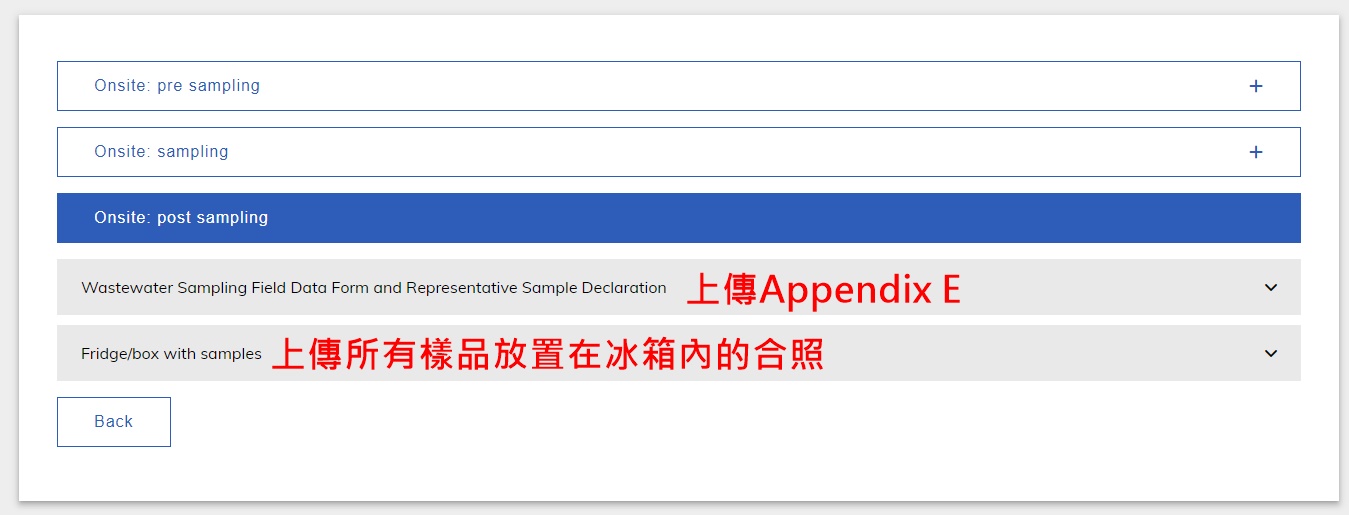 Onsite: pre sampling +
Onsite: sampling +
Onsite: post sampling
Wastewater Sampling Field Data Form and Representative Sample Declaration 上傳Appendix E
Fridge/box with samples 上傳所有樣品放置在冰箱內的合照
Back